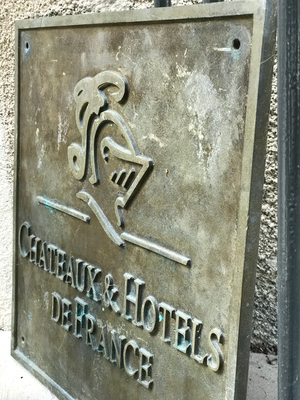 CHATEAUX & HOTELS
DE FRANCE